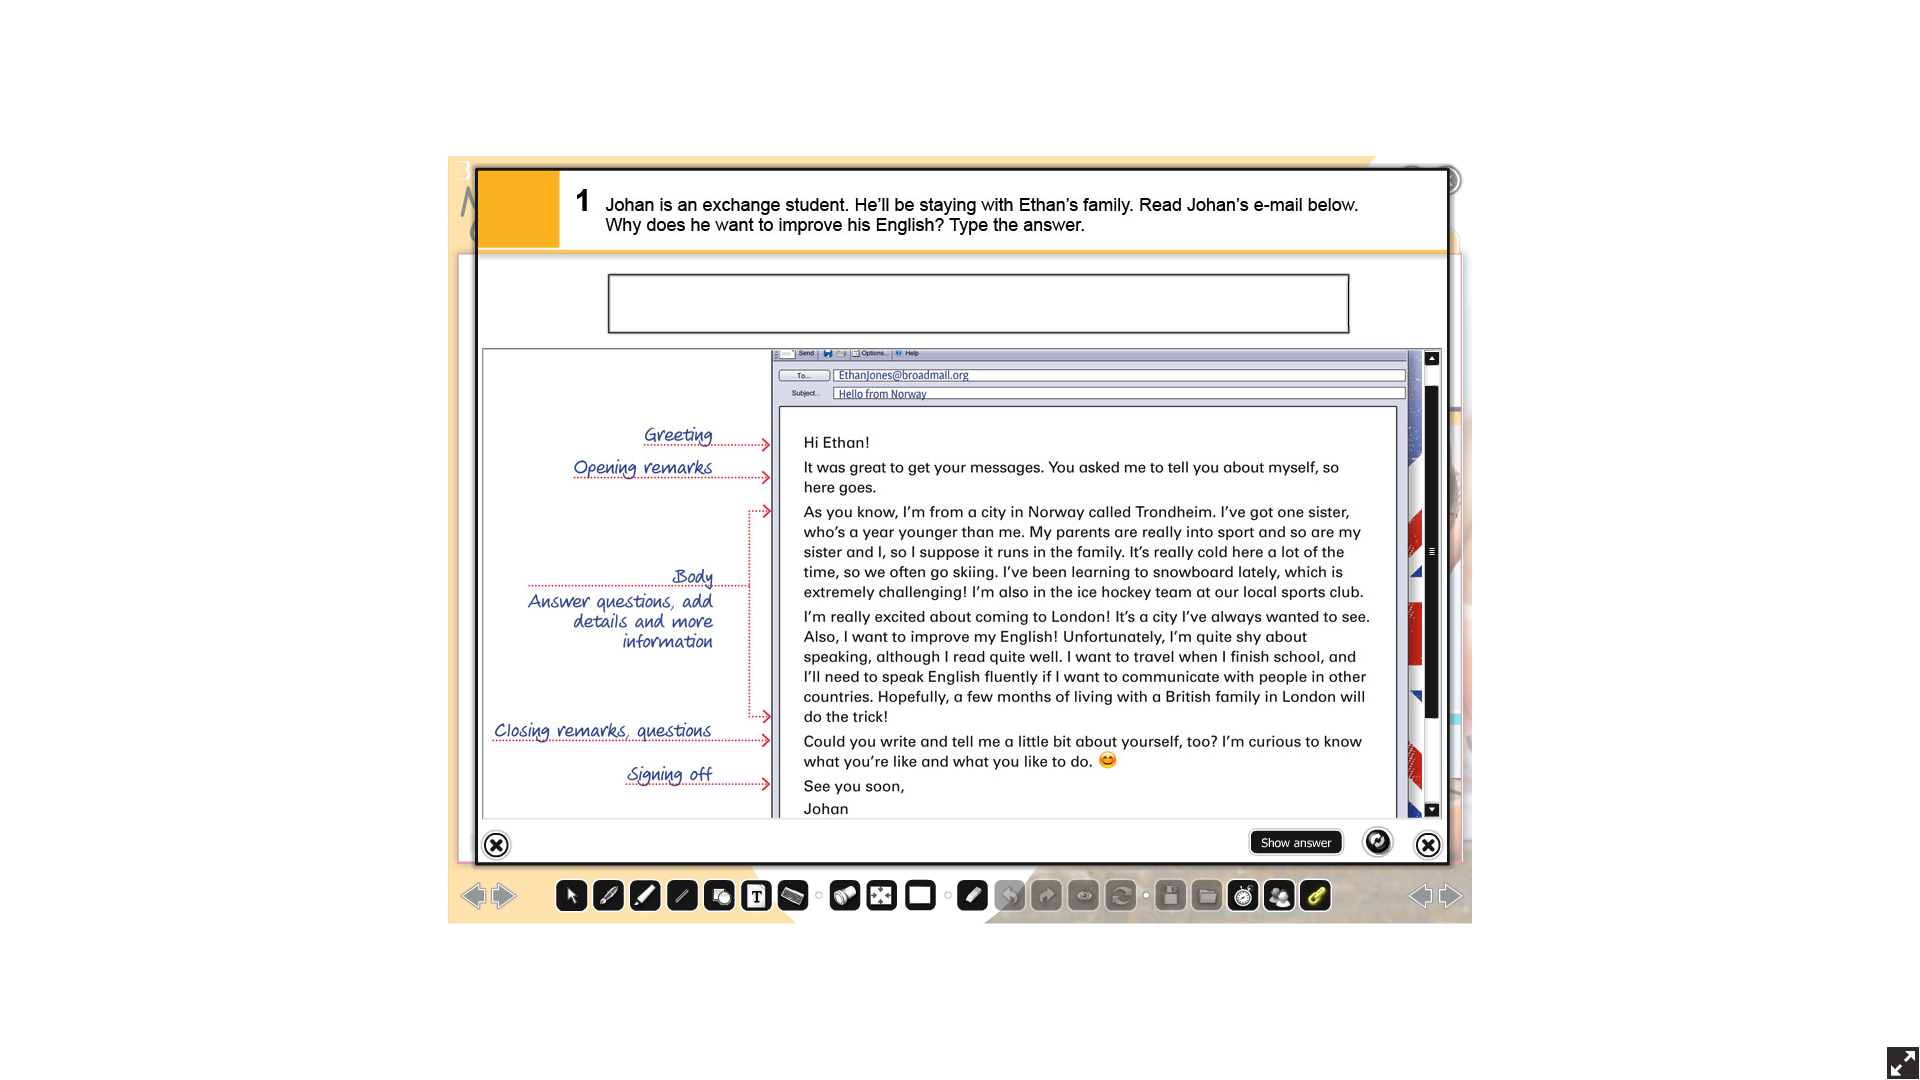 1 Johan is an exchange student. He'll be staying with Ethan's family. Read Johan's e-mail below.
Why does he want to improve his English? Type the answer.
Send Options... Help
To... EthanJones@broadmail.org
Subject... Hello from Norway
Greeting
Hi Ethan!
Opening remarks
It was great to get your messages. You asked me to tell you about myself, so
here goes.
As you know, I'm from a city in Norway called Trondheim. I've got one sister,
who's a year younger than me. My parents are really into sport and so are my
sister and I, so I suppose it runs in the family. It's really cold here a lot of the
time, so we often go skiing. I've been learning to snowboard lately, which is
extremely challenging! I'm also in the ice hockey team at our local sports club.
Body
Answer questions, add
details and more
information
I'm really excited about coming to London! It's a city I've always wanted to see.
Also, I want to improve my English! Unfortunately, I'm quite shy about
speaking, although I read quite well. I want to travel when I finish school, and
I'll need to speak English fluently if I want to communicate with people in other
countries. Hopefully, a few months of living with a British family in London will
do the trick!
Closing remarks, questions
Could you write and tell me a little bit about yourself, too? I'm curious to know
what you're like and what you like to do. 😊
Signing off
See you soon,
Johan
Show answer
T